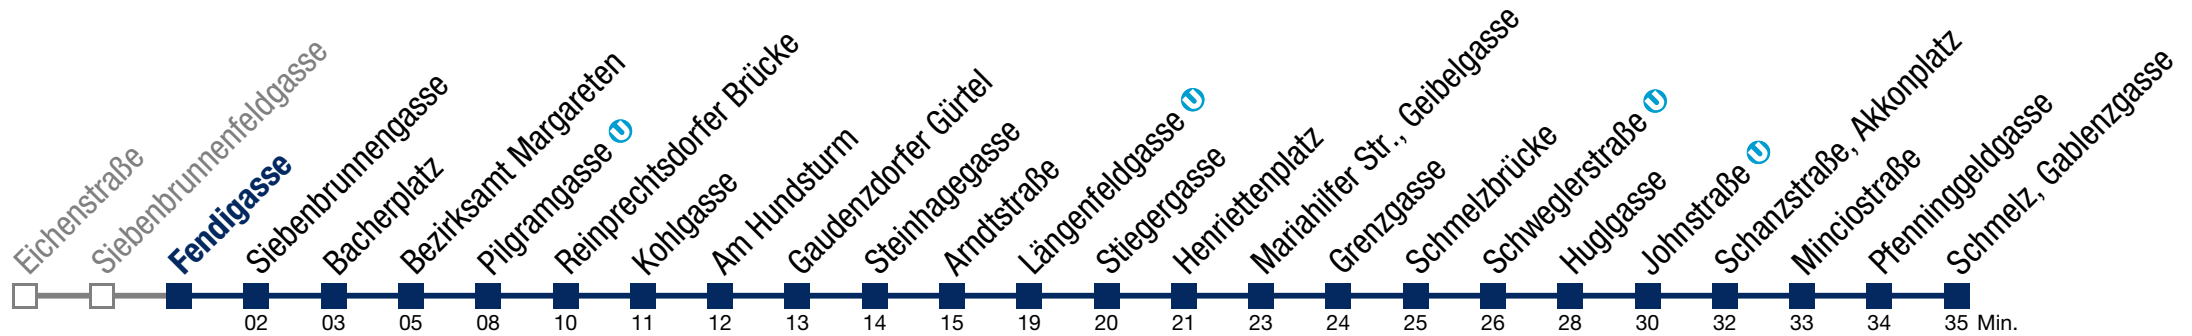 Eichenstraße
Siebenbrunnenfeldgasse
Fendigasse
Siebenbrunnengasse
Bacherplatz
Bezirksamt Margareten
Pilgramgasse U
Reinprechtsdorfer Brücke
Kohlgasse
Am Hundsturm
Gaudenzdorfer Gürtel
Steinhagegasse
Arndtstraße
Längenfeldgasse U
Stiegergasse
Henriettenplatz
Mariahilfer Str., Geibelgasse
Grenzgasse
Schmelzbrücke
Schweglerstraße U
Huglgasse
Johnstraße U
Schanzstraße, Akkonplatz
Minciostraße
Pfenninggeldgasse
Schmelz, Gablenzgasse
02 03 05 08 10 11 12 13 14 15 19 20 21 23 24 25 26 28 30 32 33 34 35 Min.